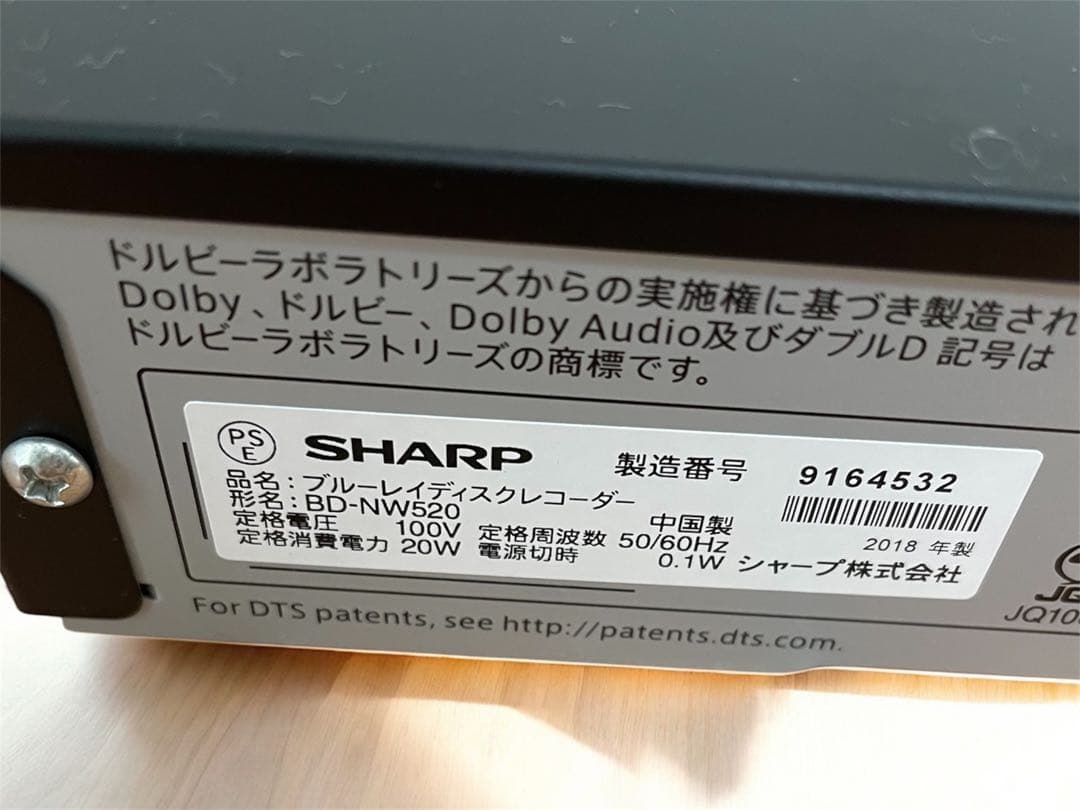 ドルビーラボラトリーズからの実施権に基づき製造され
Dolby、ドルビー、Dolby Audio及びダブルD 記号は
ドルビーラボラトリーズの商標です。
PS
E
SHARP 製造番号 9164532
品名：ブルーレイディスクレコーダー
形名：BD-NW520 中国製 2018 年製
定格電圧 100V 定格周波数 50/60Hz
定格消費電力 20W 電源切時 0.1W シャープ株式会社
For DTS patents, see http://patents.dts.com.